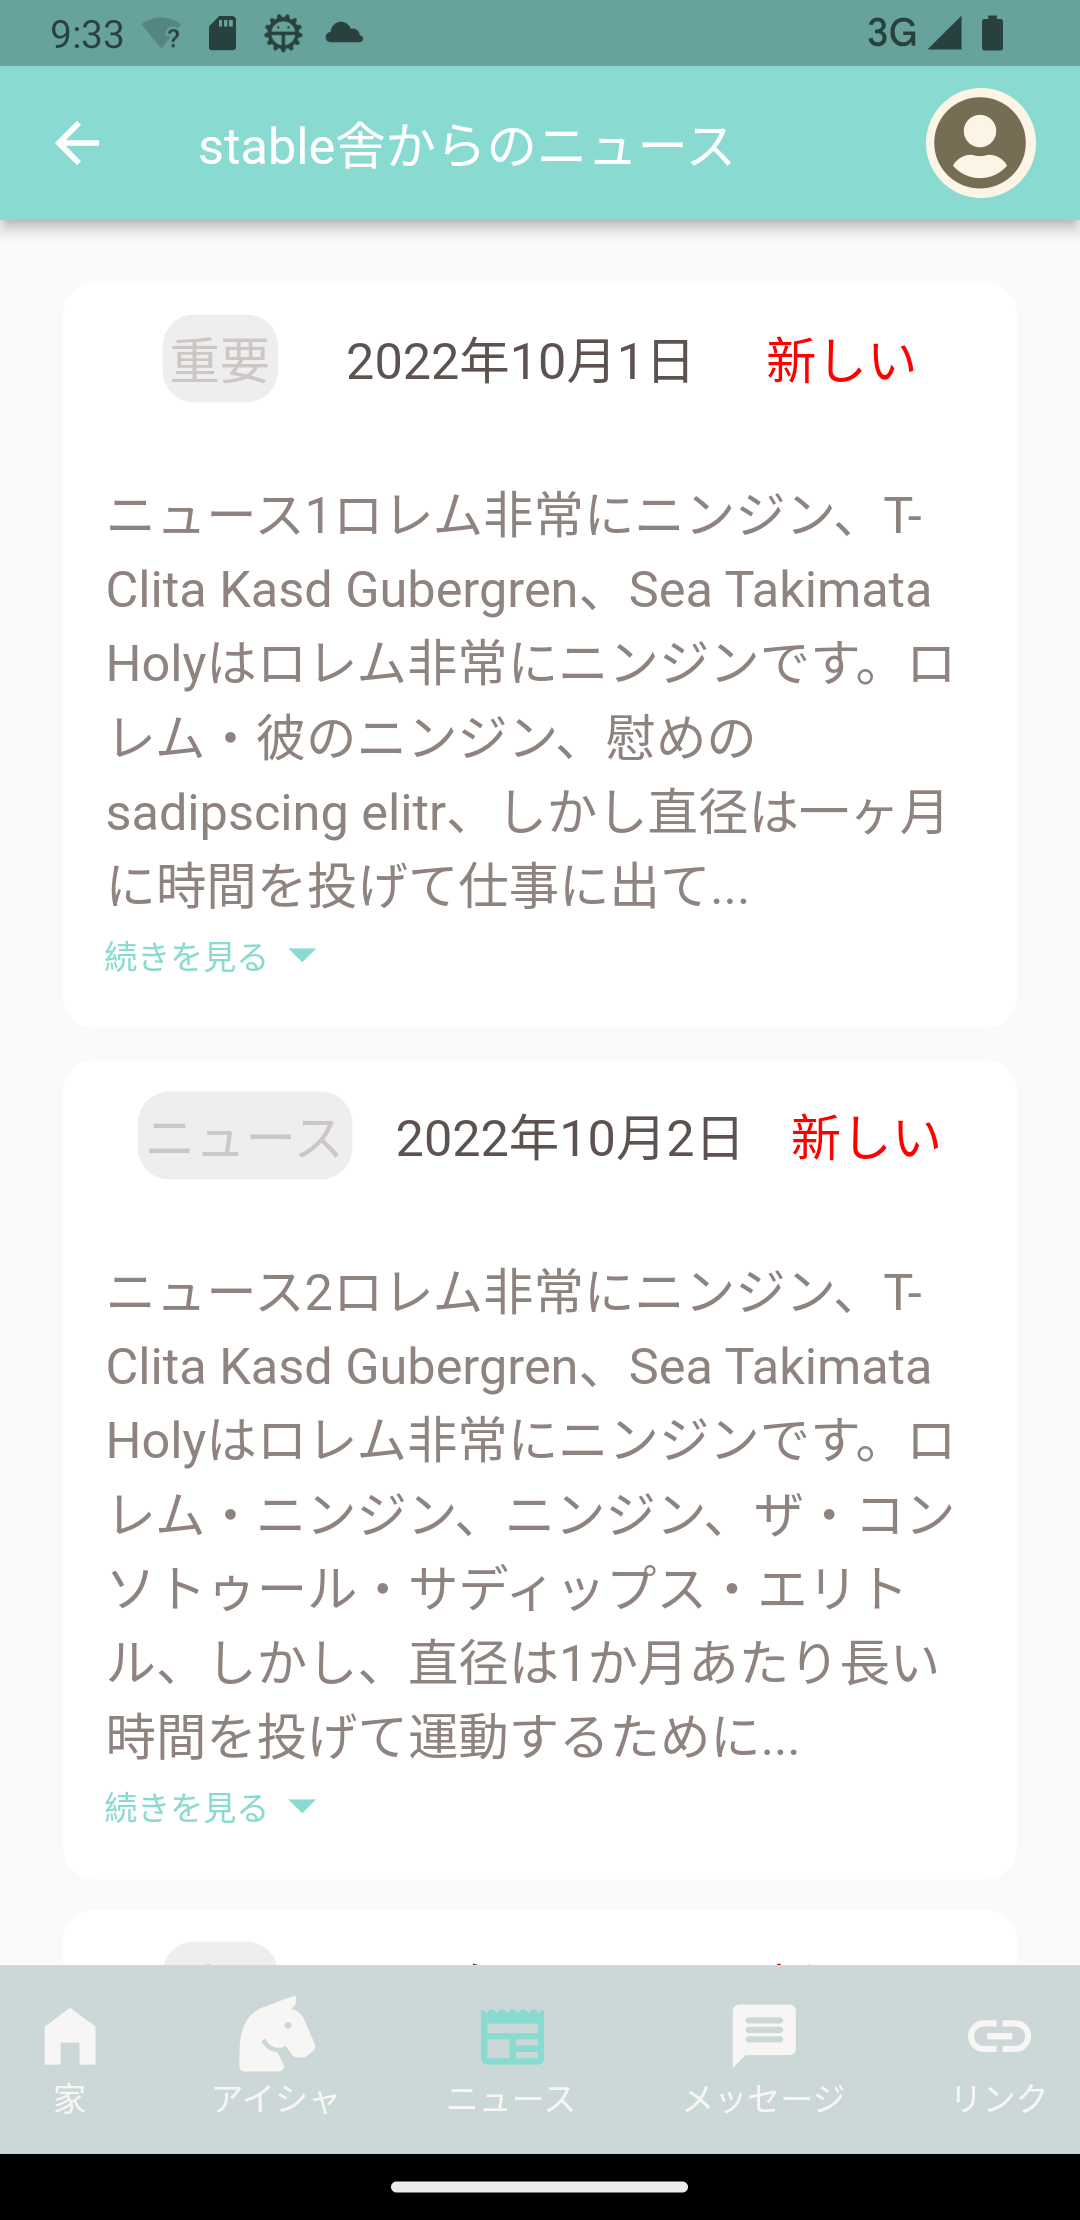 9:33
3G
stable舎からのニュース
重要 2022年10月1日 新しい
ニュース1ロレム非常にニンジン、T-
Clita Kasd Gubergren、Sea Takimata
Holyはロレム非常にニンジンです。ロ
レム・彼のニンジン、慰めの
sadipscing elitr、しかし直径は一ヶ月
に時間を投げて仕事に出て...
続きを見る
ニュース 2022年10月2日 新しい
ニュース2ロレム非常にニンジン、T-
Clita Kasd Gubergren、Sea Takimata
Holyはロレム非常にニンジンです。ロ
レム・ニンジン、ニンジン、ザ・コン
ソトゥール・サディップス・エリト
ル、しかし、直径は1か月あたり長い
時間を投げて運動するために...
続きを見る
家
アイシャ
ニュース
メッセージ
リンク